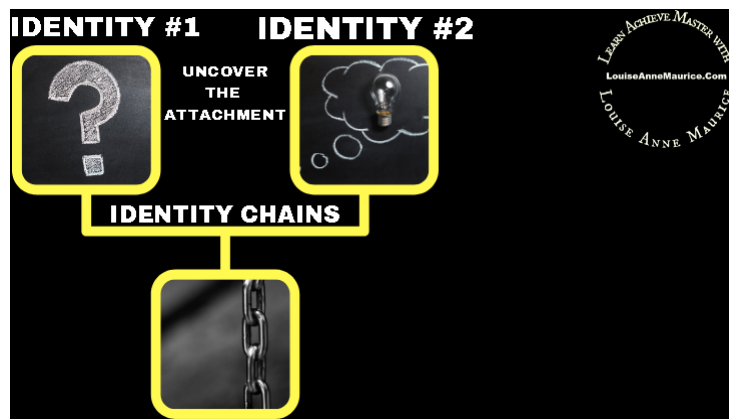 IDENTITY #1
IDENTITY #2
UNCOVER
THE
ATTACHMENT
IDENTITY CHAINS
LEARN ACHIEVE MASTER WITH
LouiseAnneMaurice.Com
LOUISE ANNE MAURICE